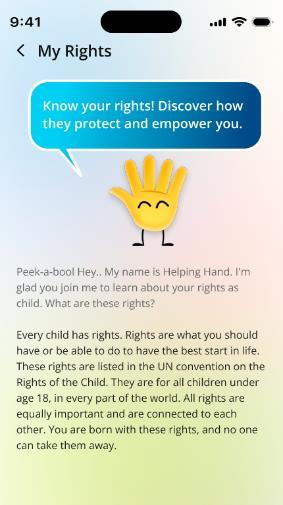 9:41
My Rights
Know your rights! Discover how
they protect and empower you.
Peek-a-boo! Hey.. My name is Helping Hand. I'm
glad you join me to learn about your rights as
child. What are these rights?
Every child has rights. Rights are what you should
have or be able to do to have the best start in life.
These rights are listed in the UN convention on the
Rights of the Child. They are for all children under
age 18, in every part of the world. All rights are
equally important and are connected to each
other. You are born with these rights, and no one
can take them away.